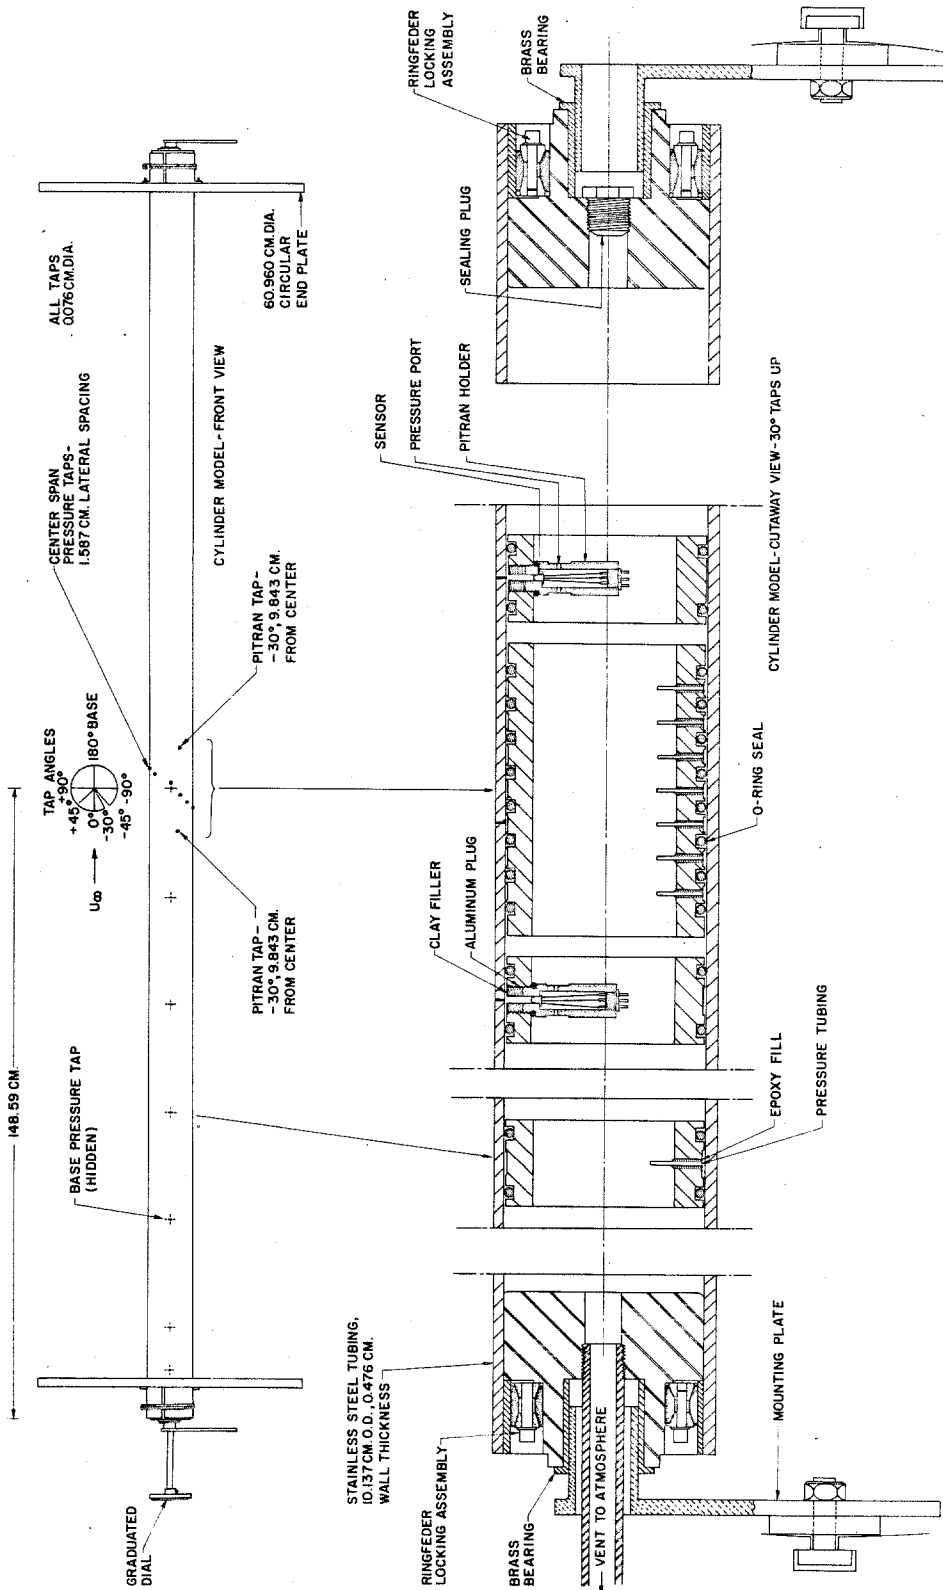 148.59 CM.
TAP ANGLES
+90°
+45°
0°
-30°
-45°
-90°
180° BASE
U∞
CENTER SPAN
PRESSURE TAPS-
1.587 CM. LATERAL SPACING
ALL TAPS
0.076 CM. DIA.
60.960 CM. DIA.
CIRCULAR
END PLATE
GRADUATED
DIAL
BASE PRESSURE TAP
(HIDDEN)
PITRAN TAP-
-30°, 9.843 CM.
FROM CENTER
PITRAN TAP-
-30°, 9.843 CM.
FROM CENTER
CYLINDER MODEL-FRONT VIEW
STAINLESS STEEL TUBING,
10.137 CM. O.D., 0.476 CM.
WALL THICKNESS
RINGFEDER
LOCKING ASSEMBLY
BRASS
BEARING
VENT TO ATMOSPHERE
MOUNTING PLATE
CLAY FILLER
ALUMINUM PLUG
EPOXY FILL
PRESSURE TUBING
O-RING SEAL
SENSOR
PRESSURE PORT
PITRAN HOLDER
SEALING PLUG
BRASS
BEARING
RINGFEDER
LOCKING
ASSEMBLY
CYLINDER MODEL-CUTAWAY VIEW-30° TAPS UP